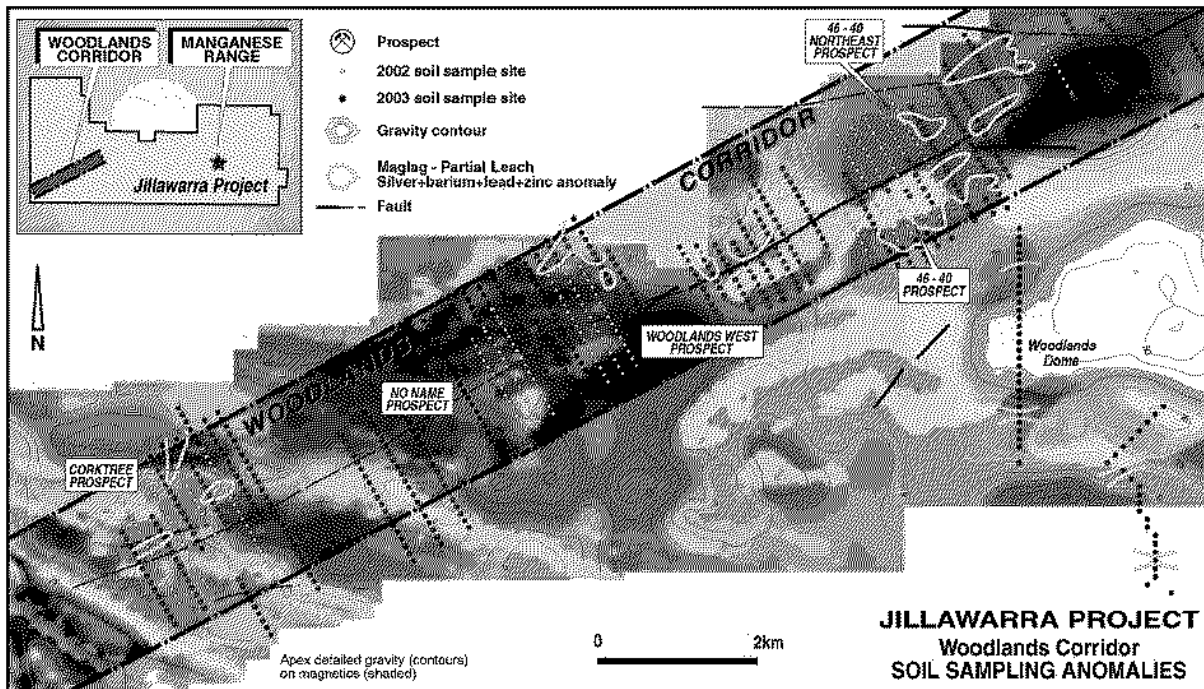 WOODLANDS
CORRIDOR
MANGANESE
RANGE
Jillawarra Project
Prospect
2002 soil sample site
2003 soil sample site
Gravity contour
Maglag - Partial Leach
Silver+barium+lead+zinc anomaly
Fault
46 - 40
NORTHEAST
PROSPECT
WOODLANDS CORRIDOR
46 - 40
PROSPECT
WOODLANDS WEST
PROSPECT
Woodlands
Dome
NO NAME
PROSPECT
CORKTREE
PROSPECT
N
0 2km
Apex detailed gravity (contours)
on magnetics (shaded)
JILLAWARRA PROJECT
Woodlands Corridor
SOIL SAMPLING ANOMALIES